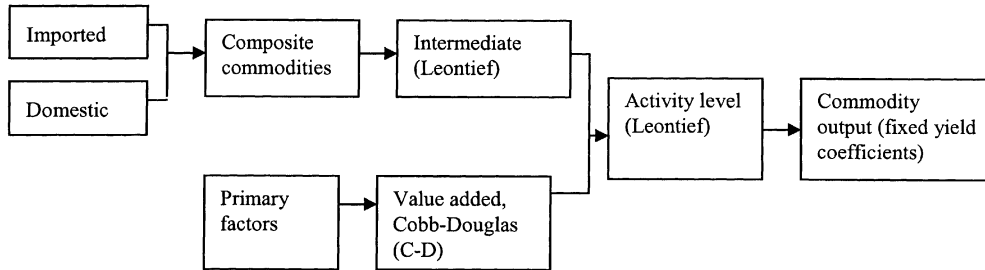 Imported
Domestic
Composite
commodities
Intermediate
(Leontief)
Primary
factors
Value added,
Cobb-Douglas
(C-D)
Activity level
(Leontief)
Commodity
output (fixed yield
coefficients)